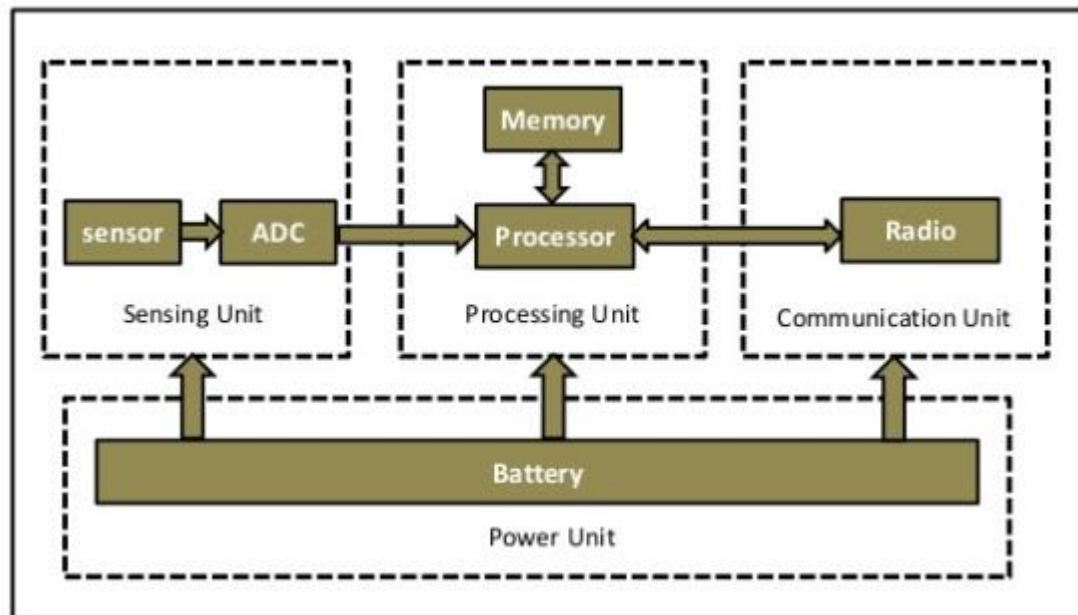 Memory
sensor
ADC
Processor
Radio
Sensing Unit
Processing Unit
Communication Unit
Battery
Power Unit